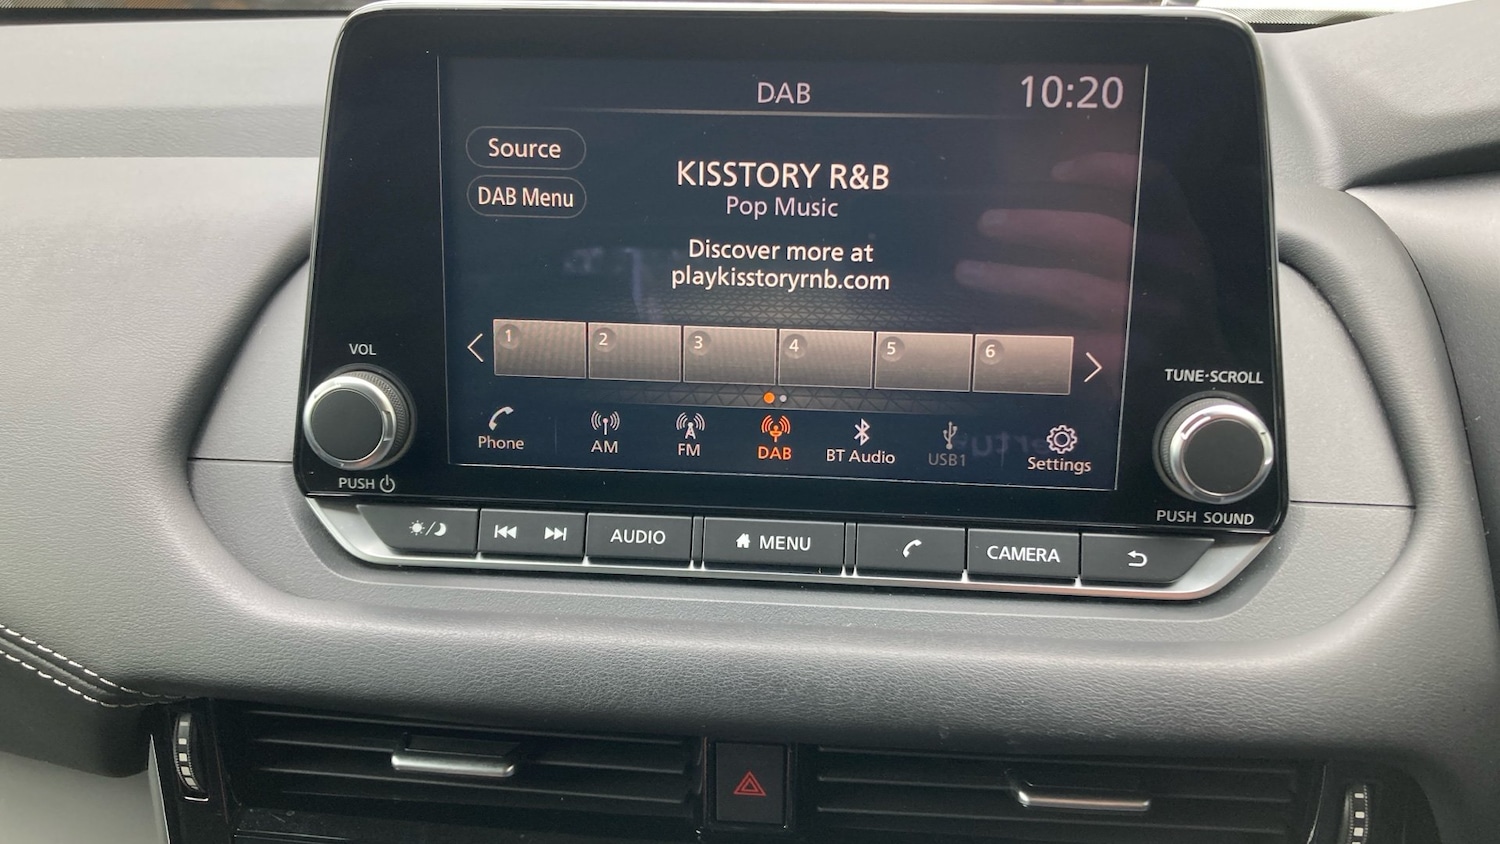 DAB
10:20
Source
DAB Menu
KISSTORY R&B
Pop Music
Discover more at
playkisstoryrnb.com
1 2 3 4 5 6
Phone AM FM DAB BT Audio USB1 Settings
VOL
PUSH
TUNE·SCROLL
PUSH SOUND
AUDIO MENU CAMERA